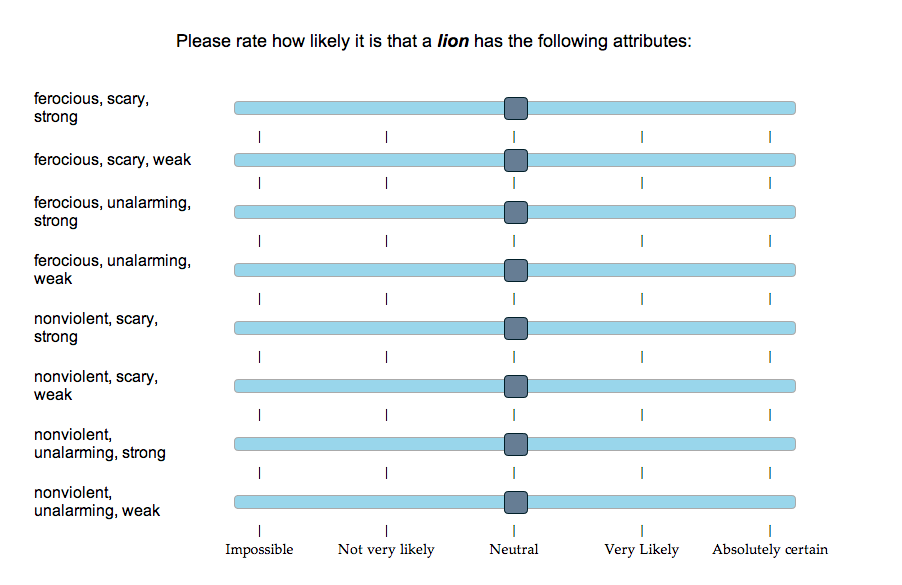 Please rate how likely it is that a lion has the following attributes:
ferocious, scary,
strong
ferocious, scary, weak
ferocious, unalarming,
strong
ferocious, unalarming,
weak
nonviolent, scary,
strong
nonviolent, scary,
weak
nonviolent,
unalarming, strong
nonviolent,
unalarming, weak
Impossible Not very likely Neutral Very Likely Absolutely certain